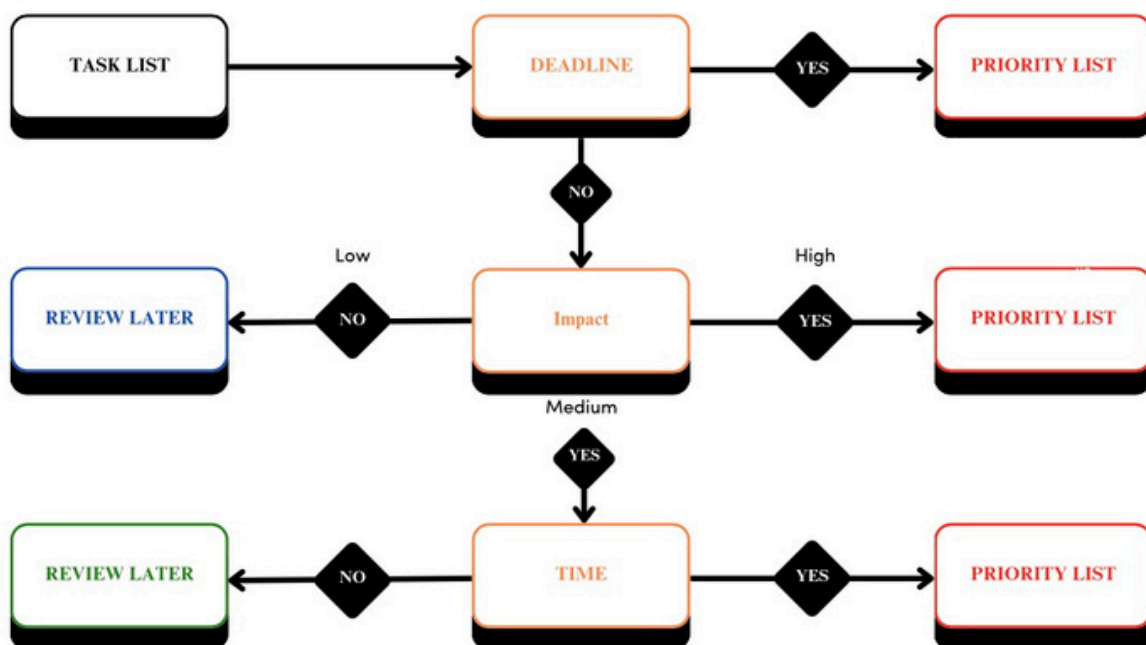 TASK LIST
DEADLINE
YES
PRIORITY LIST
NO
Low
High
REVIEW LATER
NO
Impact
YES
PRIORITY LIST
Medium
YES
REVIEW LATER
NO
TIME
YES
PRIORITY LIST